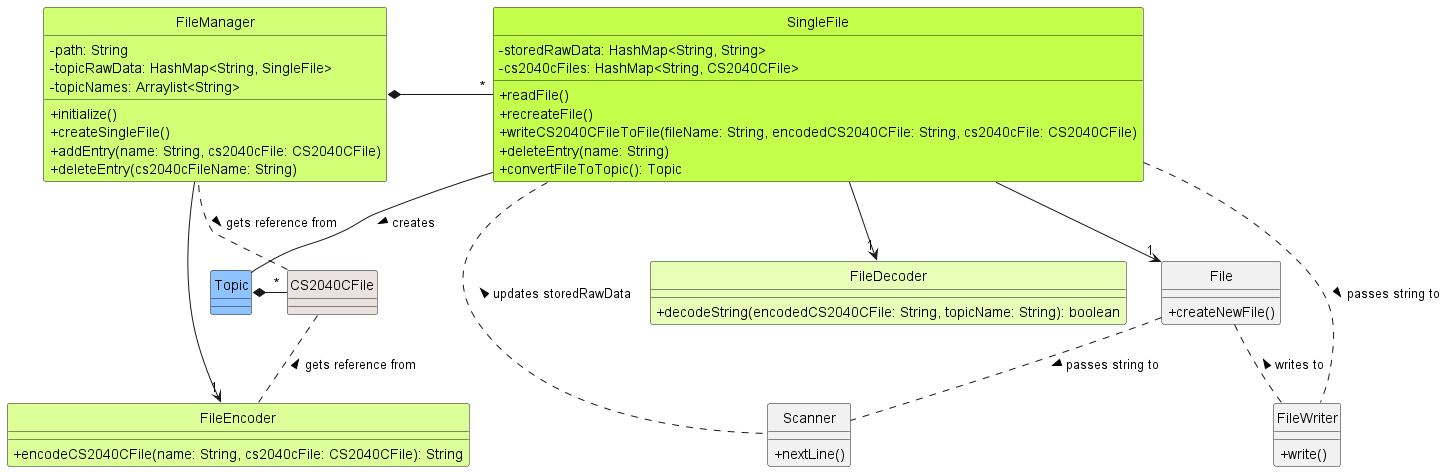 FileManager
-path: String
-topicRawData: HashMap<String, SingleFile>
-topicNames: Arraylist<String>
+initialize()
+createSingleFile()
+addEntry(name: String, cs2040cFile: CS2040CFile)
+deleteEntry(cs2040cFileName: String)
*
SingleFile
-storedRawData: HashMap<String, String>
-cs2040cFiles: HashMap<String, CS2040CFile>
+readFile()
+recreateFile()
+writeCS2040CFileToFile(fileName: String, encodedCS2040CFile: String, cs2040cFile: CS2040CFile)
+deleteEntry(name: String)
+convertFileToTopic(): Topic
gets reference from
creates
1
1
Topic
*
CS2040CFile
updates storedRawData
FileDecoder
+decodeString(encodedCS2040CFile: String, topicName: String): boolean
File
+createNewFile()
passes string to
gets reference from
passes string to
writes to
1
FileEncoder
+encodeCS2040CFile(name: String, cs2040cFile: CS2040CFile): String
Scanner
+nextLine()
FileWriter
+write()